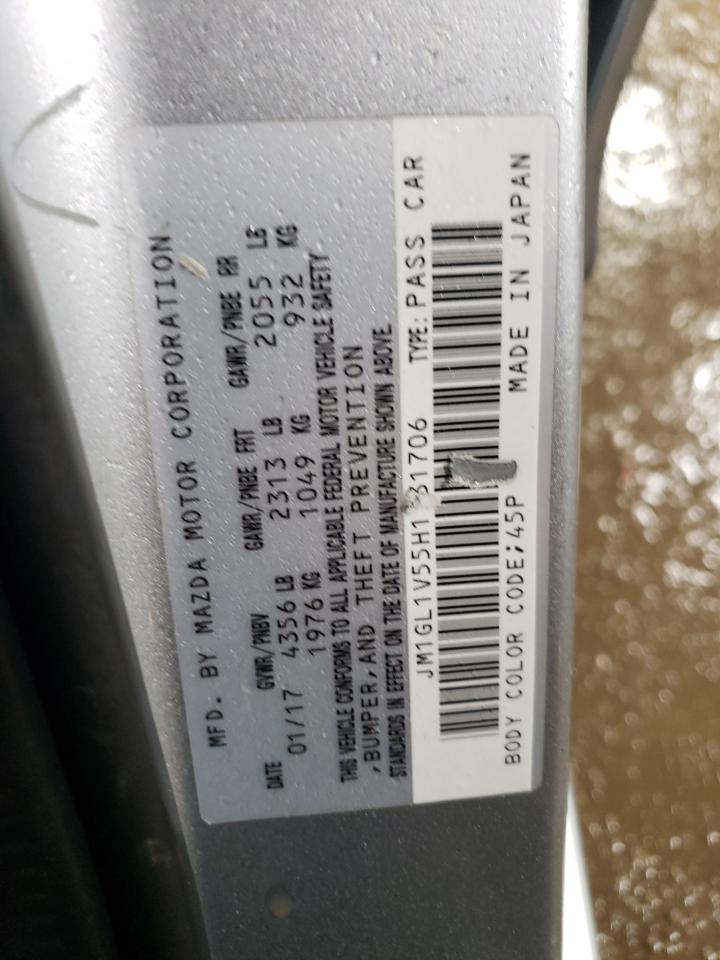 MFD. BY MAZDA MOTOR CORPORATION
DATE GVWR/PNBV GAWR/PNBE FRT GAWR/PNBE RR
01/17 4356 LB 2313 LB 2055 LB
1976 KG 1049 KG 932 KG
THIS VEHICLE CONFORMS TO ALL APPLICABLE FEDERAL MOTOR VEHICLE SAFETY
,BUMPER,AND THEFT PREVENTION
STANDARDS IN EFFECT ON THE DATE OF MANUFACTURE SHOWN ABOVE.
JM1GL1V55H1 31706 TYPE:PASS CAR
BODY COLOR CODE;45P MADE IN JAPAN